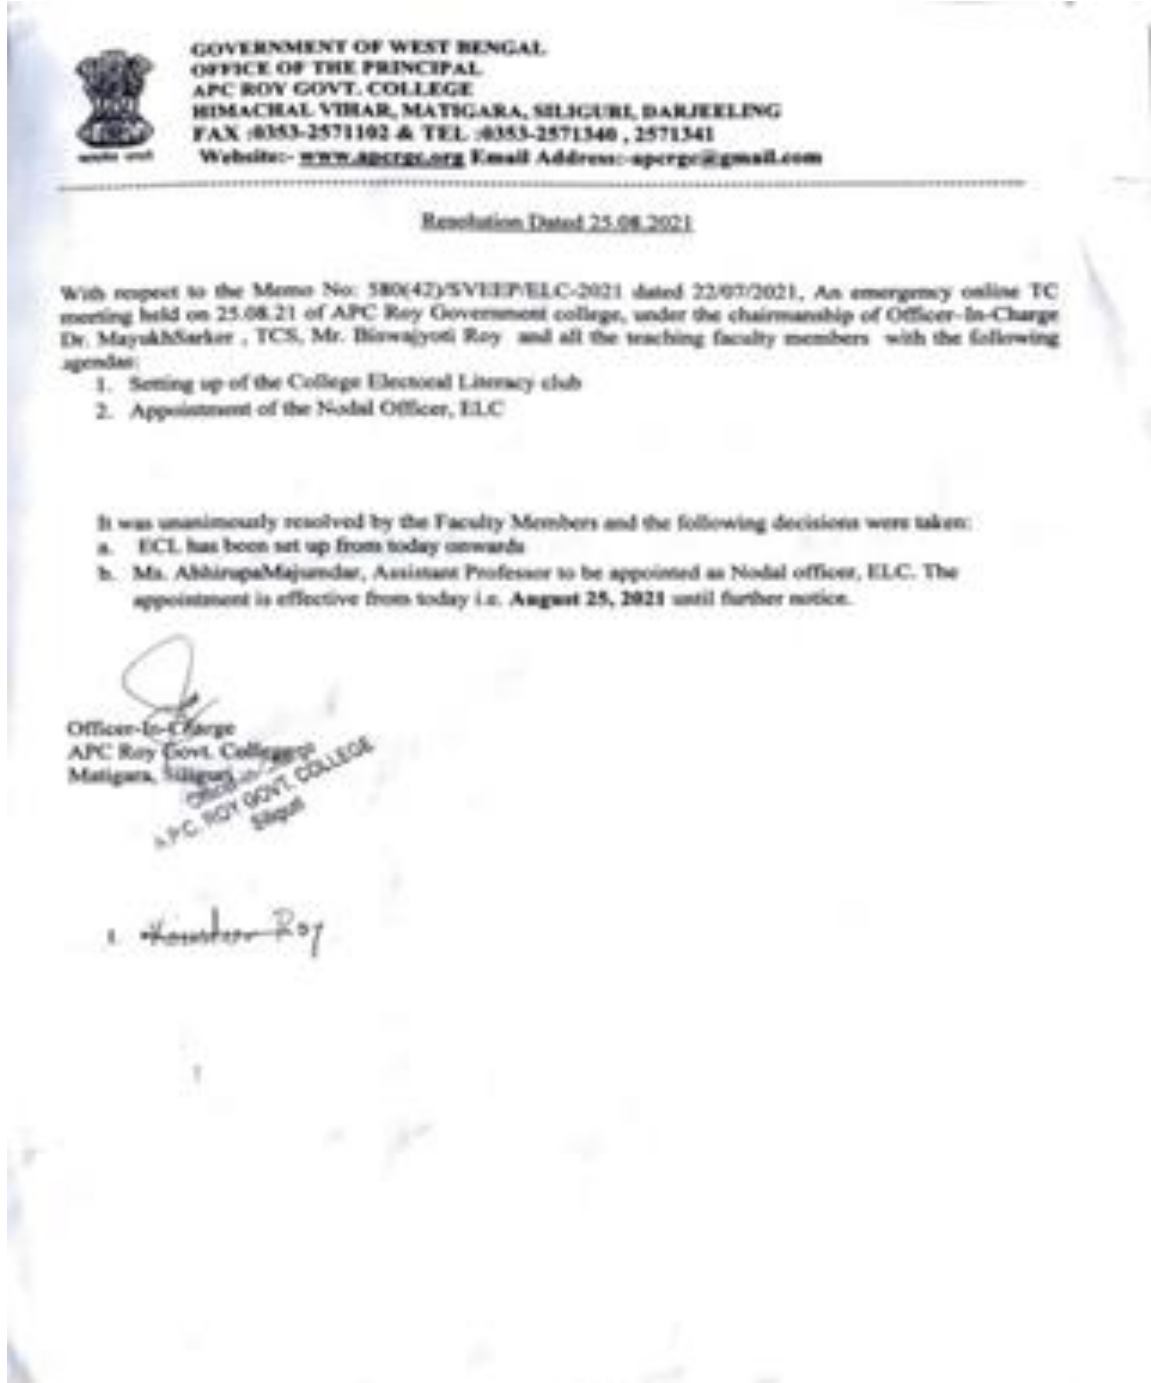 GOVERNMENT OF WEST BENGAL
OFFICE OF THE PRINCIPAL
APC ROY GOVT. COLLEGE
HIMACHAL VIHAR, MATIGARA, SILIGURI, DARJEELING
FAX :0353-2571102 & TEL :0353-2571340 , 2571341
Website:- www.apcrgc.org Email Address:-apcrgc@gmail.com
Resolution Dated 25.08.2021
With respect to the Memo No: 580(42)/SVEEP/ELC-2021 dated 22/07/2021, An emergency online TC
meeting held on 25.08.21 of APC Roy Government college, under the chairmanship of Officer-In-Charge
Dr. MayukhSarker , TCS, Mr. Biswajyoti Roy and all the teaching faculty members with the following
agendas:
1. Setting up of the College Electoral Literacy club
2. Appointment of the Nodal Officer, ELC
It was unanimously resolved by the Faculty Members and the following decisions were taken:
a. ECL has been set up from today onwards
b. Ms. AbhirupaMajumdar, Assistant Professor to be appointed as Nodal officer, ELC. The
appointment is effective from today i.e. August 25, 2021 until further notice.
Officer-In-Charge
APC Roy Govt. College
Matigara, Siliguri
Officer-in-Charge
A.P.C. ROY GOVT. COLLEGE
Siliguri
1. Roy